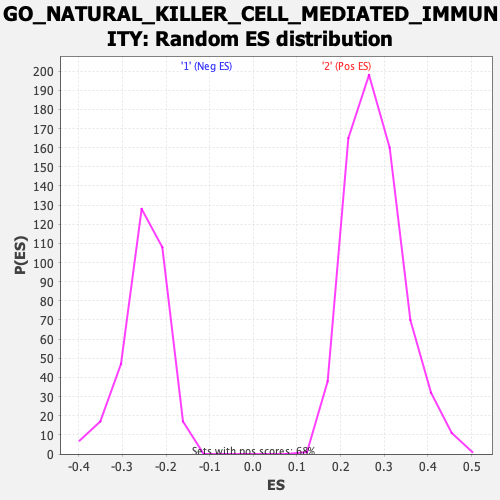 GO_NATURAL_KILLER_CELL_MEDIATED_IMMUN
ITY: Random ES distribution
'1' (Neg ES)
'2' (Pos ES)
200
190
180
170
160
150
140
130
120
110
100
90
80
70
60
50
40
30
20
10
0
P(ES)
Sets with pos scores: 68%
-0.4 -0.3 -0.2 -0.1 0.0 0.1 0.2 0.3 0.4 0.5
ES